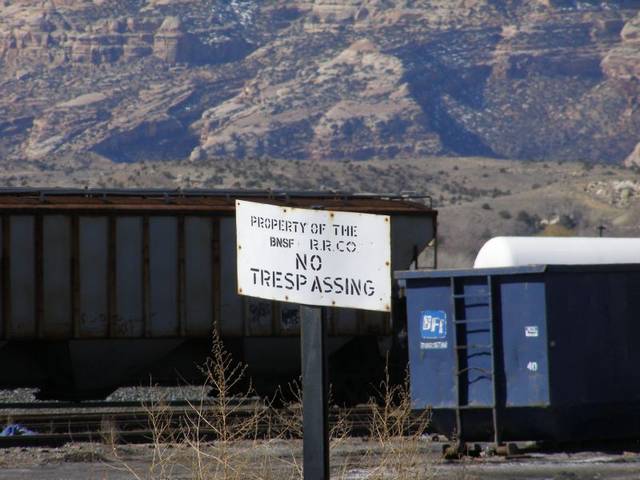 PROPERTY OF THE
BNSF R.R.CO
NO
TRESPASSING
BFI
40